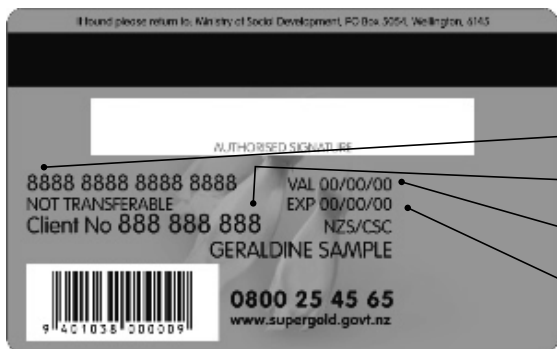 If found please return to: Ministry of Social Development, PO Box 5054, Wellington, 6145
AUTHORISED SIGNATURE
8888 8888 8888 8888 VAL 00/00/00
NOT TRANSFERABLE EXP 00/00/00
Client No 888 888 888 NZS/CSC
GERALDINE SAMPLE
9 401038 000009
0800 25 45 65
www.supergold.govt.nz